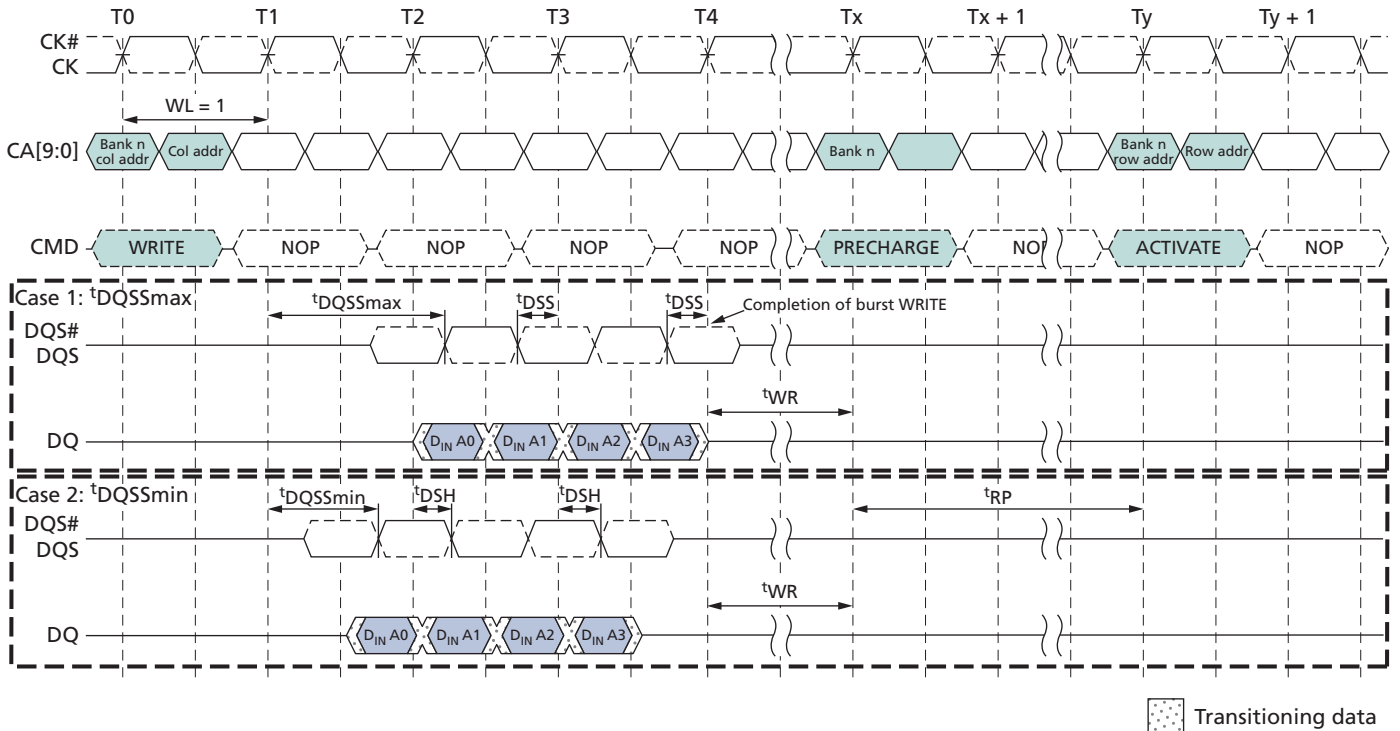 T0 T1 T2 T3 T4 Tx Tx + 1 Ty Ty + 1
CK#
CK
WL = 1
CA[9:0] Bank n col addr Col addr Bank n Bank n row addr Row addr
CMD WRITE NOP NOP NOP NOP PRECHARGE NOP ACTIVATE NOP
Case 1: tDQSSmax
tDQSSmax tDSS tDSS Completion of burst WRITE
DQS#
DQS
tWR
DQ DIN A0 DIN A1 DIN A2 DIN A3
Case 2: tDQSSmin
tDQSSmin tDSH tDSH tRP
DQS#
DQS
tWR
DQ DIN A0 DIN A1 DIN A2 DIN A3
Transitioning data